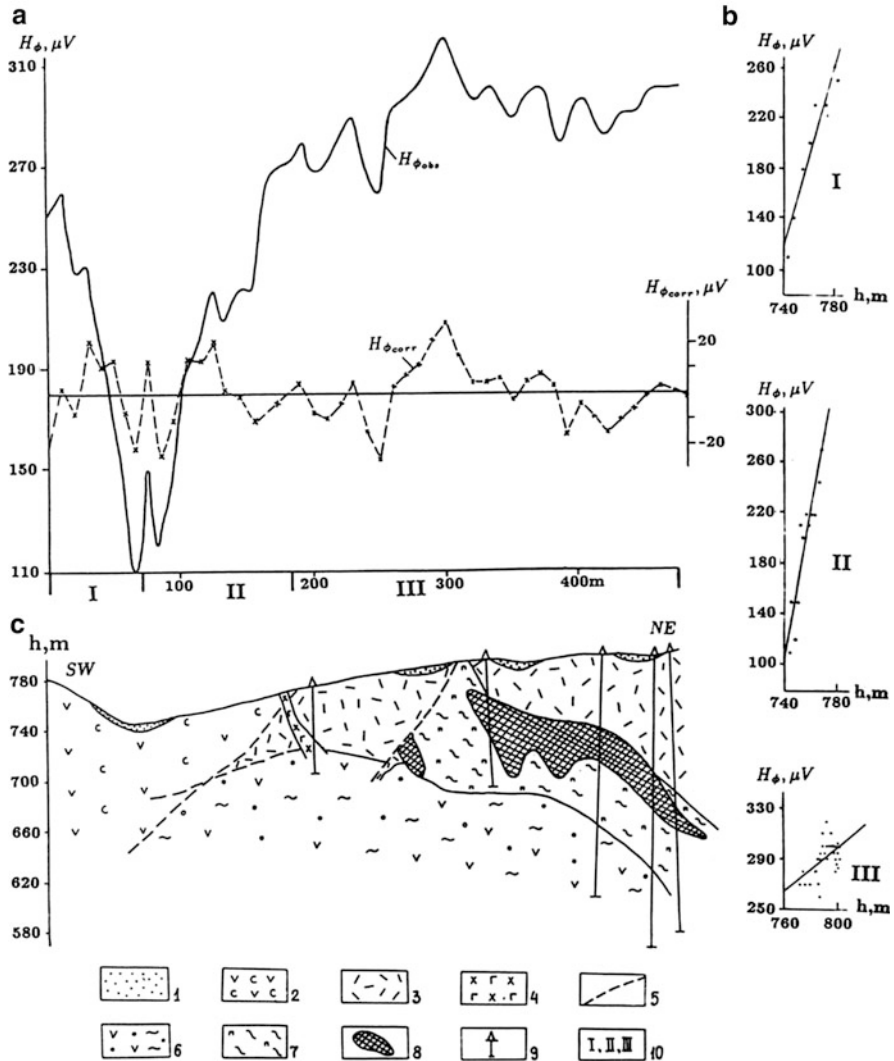 a
H_ϕ, μV
310
270
230
190
150
110
H_ϕobs
H_ϕcorr
H_ϕcorr, μV
20
-20
I
100
II
200
III
300
400m
b
H_ϕ, μV
260
220
180
140
100
I
h,m
740
780
H_ϕ, μV
300
220
180
140
100
II
740
780
h,m
H_ϕ, μV
330
290
250
III
h,m
760
800
c
h,m
SW
NE
780
740
700
660
620
580
1
2
3
4
5
6
7
8
9
I, II, III 10